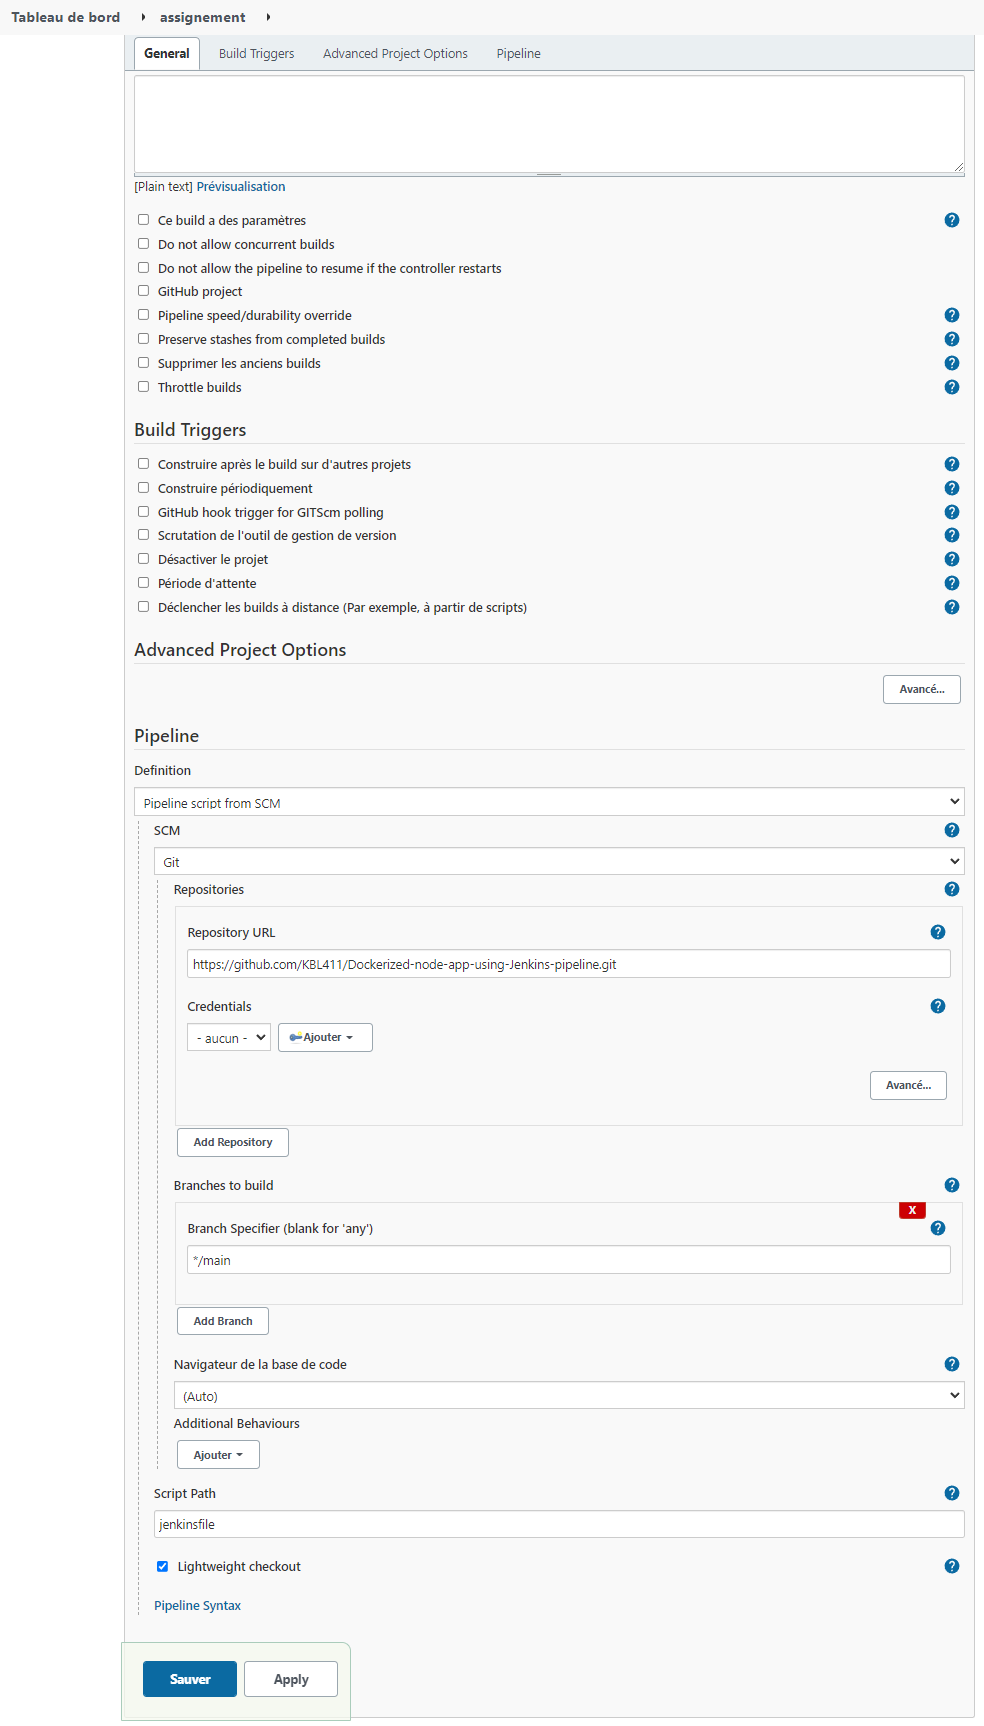 Tableau de bord assignement
General Build Triggers Advanced Project Options Pipeline
[Plain text] Prévisualisation
Ce build a des paramètres
Do not allow concurrent builds
Do not allow the pipeline to resume if the controller restarts
GitHub project
Pipeline speed/durability override
Preserve stashes from completed builds
Supprimer les anciens builds
Throttle builds
Build Triggers
Construire après le build sur d'autres projets
Construire périodiquement
GitHub hook trigger for GITScm polling
Scrutation de l'outil de gestion de version
Désactiver le projet
Période d'attente
Déclencher les builds à distance (Par exemple, à partir de scripts)
Advanced Project Options
Avancé...
Pipeline
Definition
Pipeline script from SCM
SCM
Git
Repositories
Repository URL
https://github.com/KBL411/Dockerized-node-app-using-Jenkins-pipeline.git
Credentials
- aucun - Ajouter
Avancé...
Add Repository
Branches to build
X
Branch Specifier (blank for 'any')
*/main
Add Branch
Navigateur de la base de code
(Auto)
Additional Behaviours
Ajouter
Script Path
jenkinsfile
Lightweight checkout
Pipeline Syntax
Sauver Apply